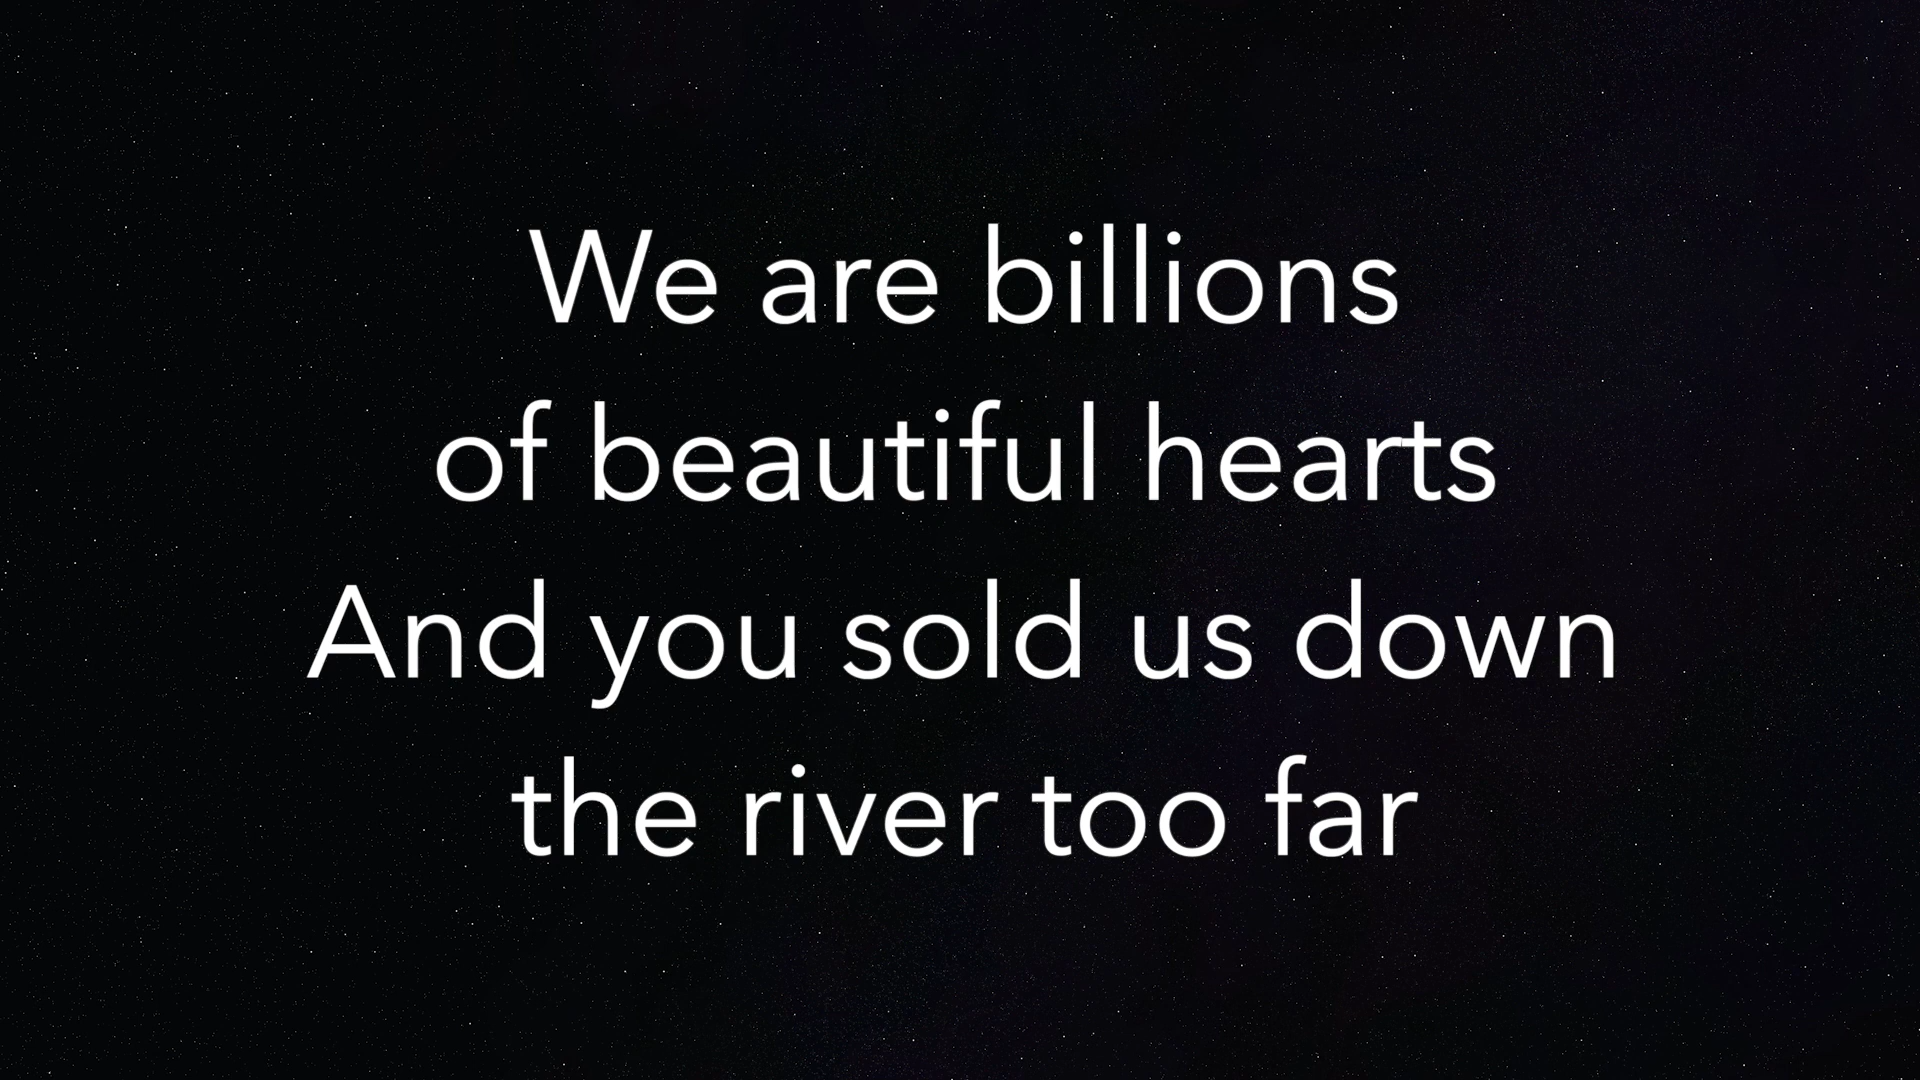 We are billions
of beautiful hearts
And you sold us down
the river too far